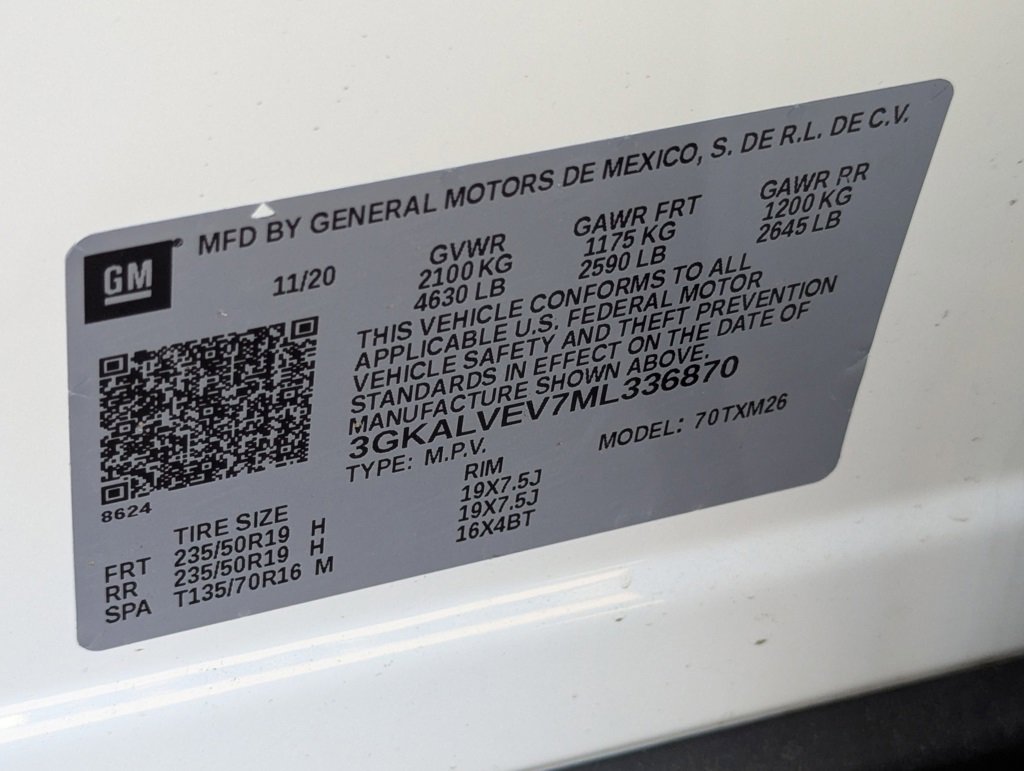 MFD BY GENERAL MOTORS DE MEXICO, S. DE R.L. DE C.V.
GM®
11/20
GVWR
2100 KG
4630 LB
GAWR FRT
1175 KG
2590 LB
GAWR RR
1200 KG
2645 LB
THIS VEHICLE CONFORMS TO ALL
APPLICABLE U.S. FEDERAL MOTOR
VEHICLE SAFETY AND THEFT PREVENTION
STANDARDS IN EFFECT ON THE DATE OF
MANUFACTURE SHOWN ABOVE.
3GKALVEV7ML336870
TYPE: M.P.V. MODEL: 70TXM26
8624
TIRE SIZE RIM
FRT 235/50R19 H 19X7.5J
RR 235/50R19 H 19X7.5J
SPA T135/70R16 M 16X4BT